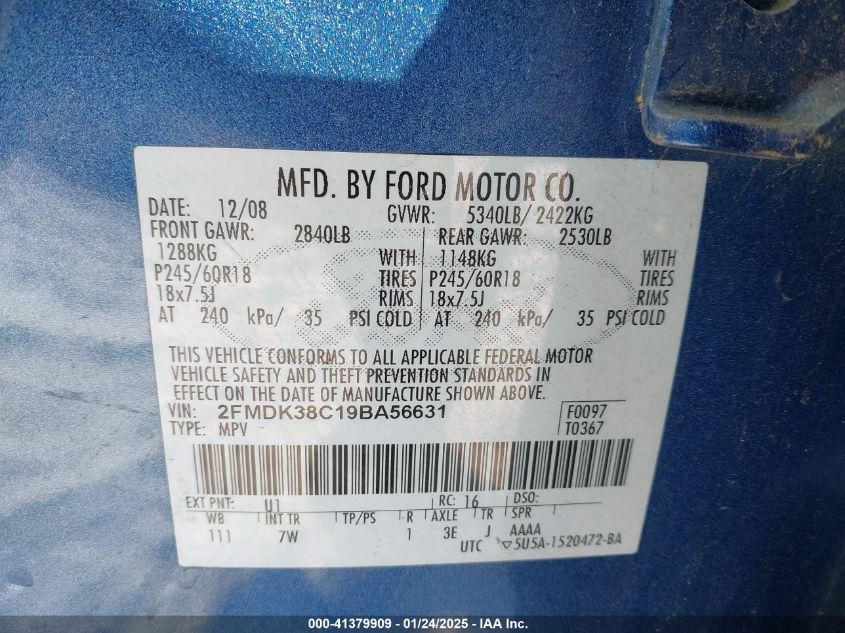 MFD. BY FORD MOTOR CO.
DATE: 12/08 GVWR: 5340LB/ 2422KG
FRONT GAWR: 2840LB REAR GAWR: 2530LB
1288KG WITH 1148KG WITH
P245/60R18 TIRES P245/60R18 TIRES
18x7.5J RIMS 18x7.5J RIMS
AT 240 kPa/ 35 PSI COLD AT 240 kPa/ 35 PSI COLD
THIS VEHICLE CONFORMS TO ALL APPLICABLE FEDERAL MOTOR
VEHICLE SAFETY AND THEFT PREVENTION STANDARDS IN
EFFECT ON THE DATE OF MANUFACTURE SHOWN ABOVE.
VIN: 2FMDK38C19BA56631 F0097
TYPE: MPV T0367
EXT PNT: U1 RC: 16 DSO:
WB INT TR TP/PS R AXLE TR SPR
111 7W 1 3E J AAAA
UTC 5U5A-1520472-BA
000-41379909 - 01/24/2025 - IAA Inc.